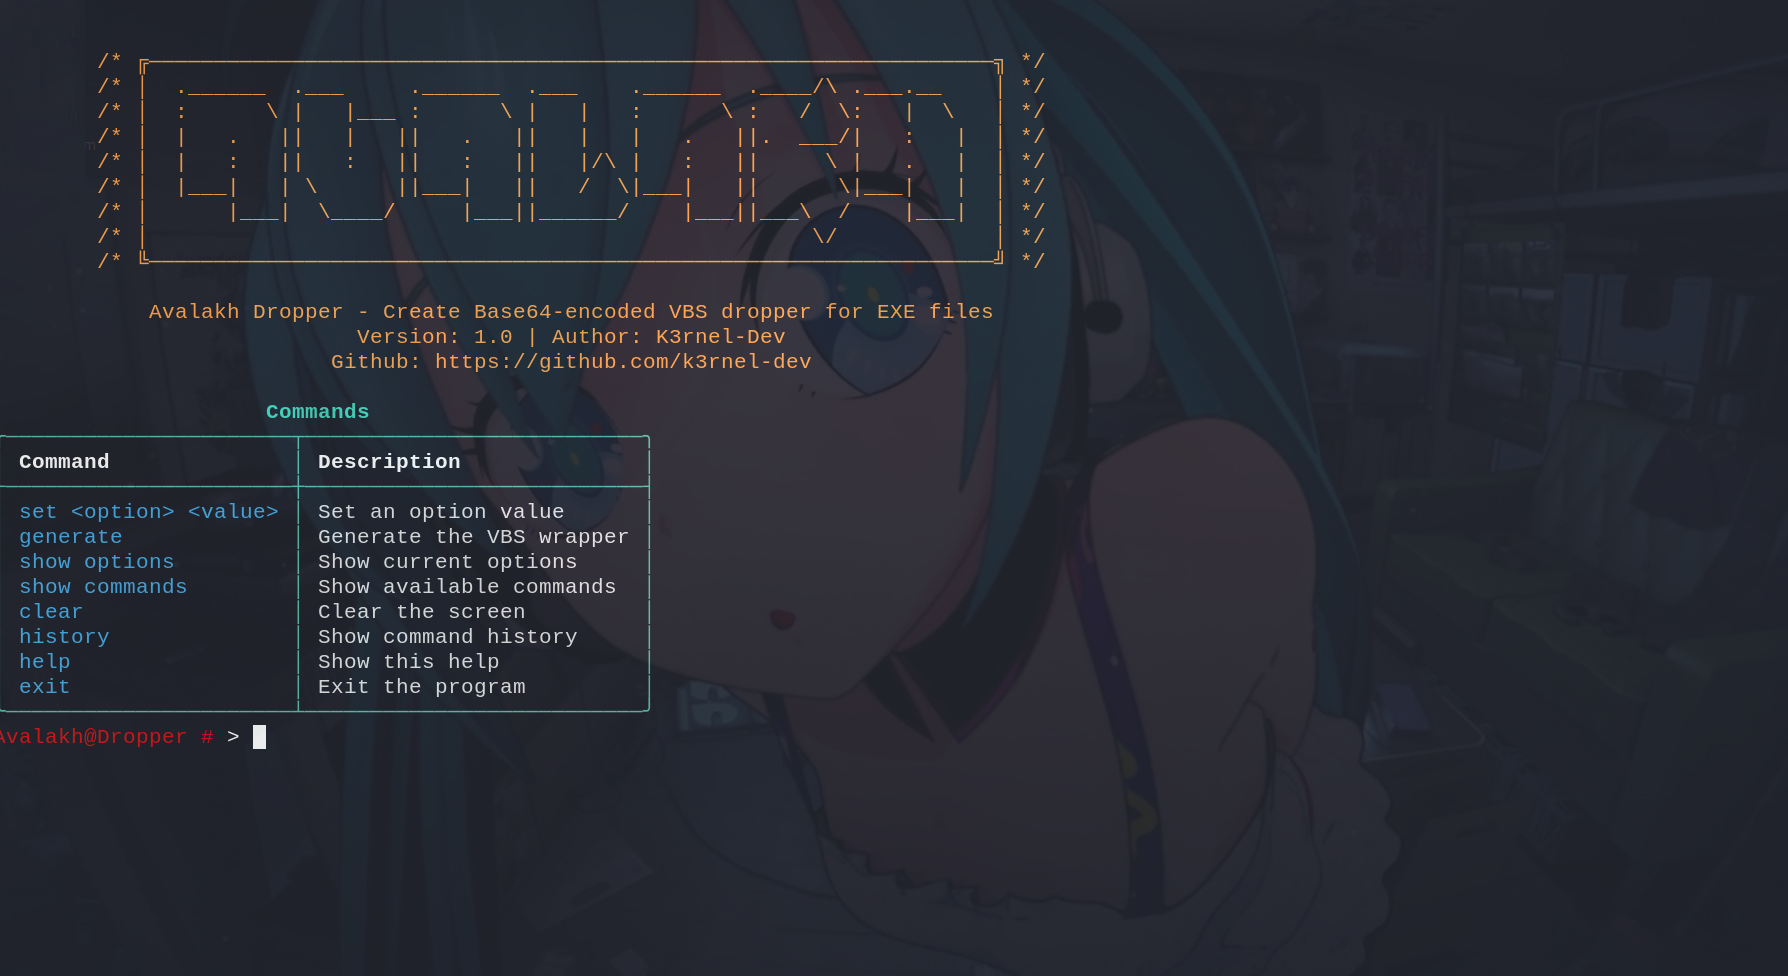 Avalakh Dropper - Create Base64-encoded VBS dropper for EXE files
Version: 1.0 | Author: K3rnel-Dev
Github: https://github.com/k3rnel-dev
Commands
Command Description
set <option> <value> Set an option value
generate Generate the VBS wrapper
show options Show current options
show commands Show available commands
clear Clear the screen
history Show command history
help Show this help
exit Exit the program
Avalakh@Dropper # >